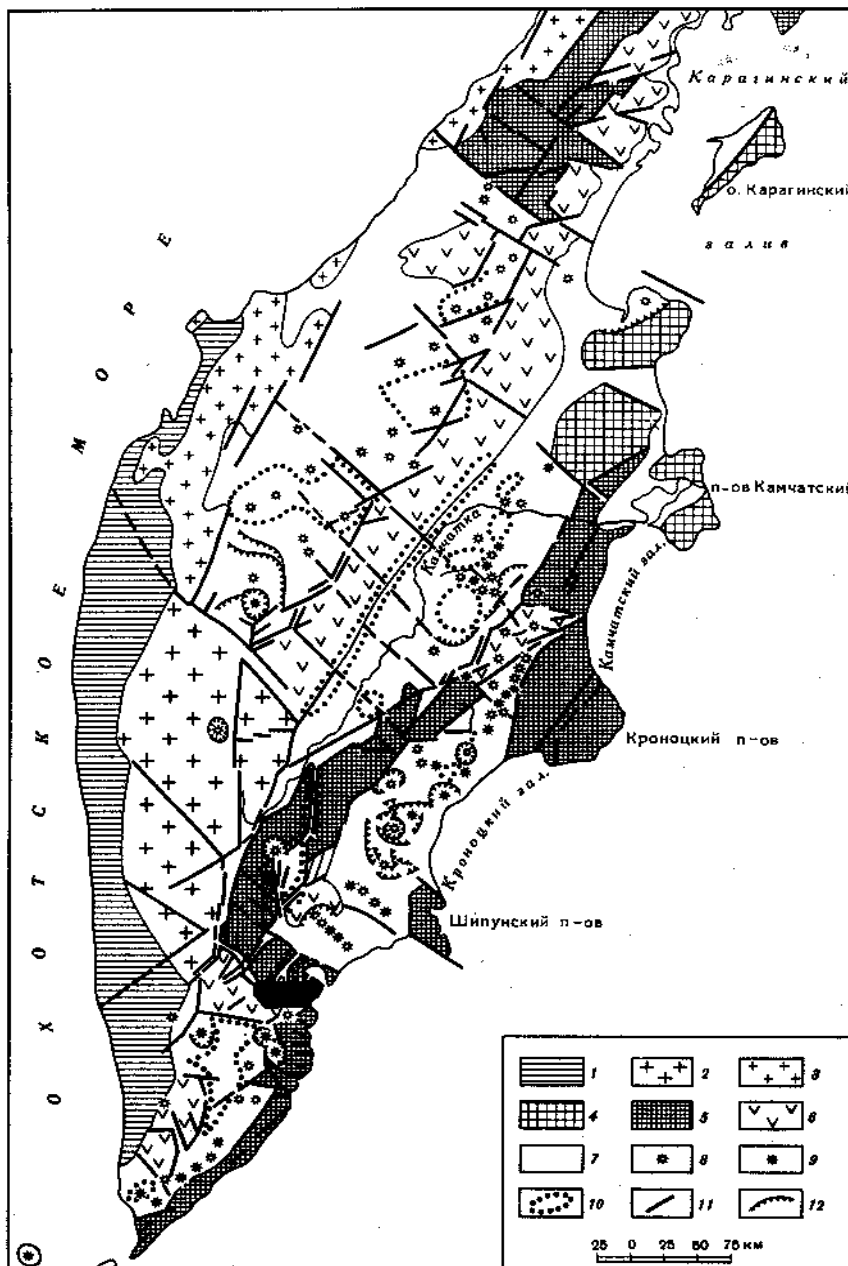 Карагинский
о. Карагинский
залив
ОХОТСКОЕ МОРЕ
п-ов Камчатский
Камчатка
Камчатский зал.
Кроноцкий п-ов
Кроноцкий зал.
Шипунский п-ов
1 2 3
4 5 6
7 8 9
10 11 12
25 0 25 50 75 км